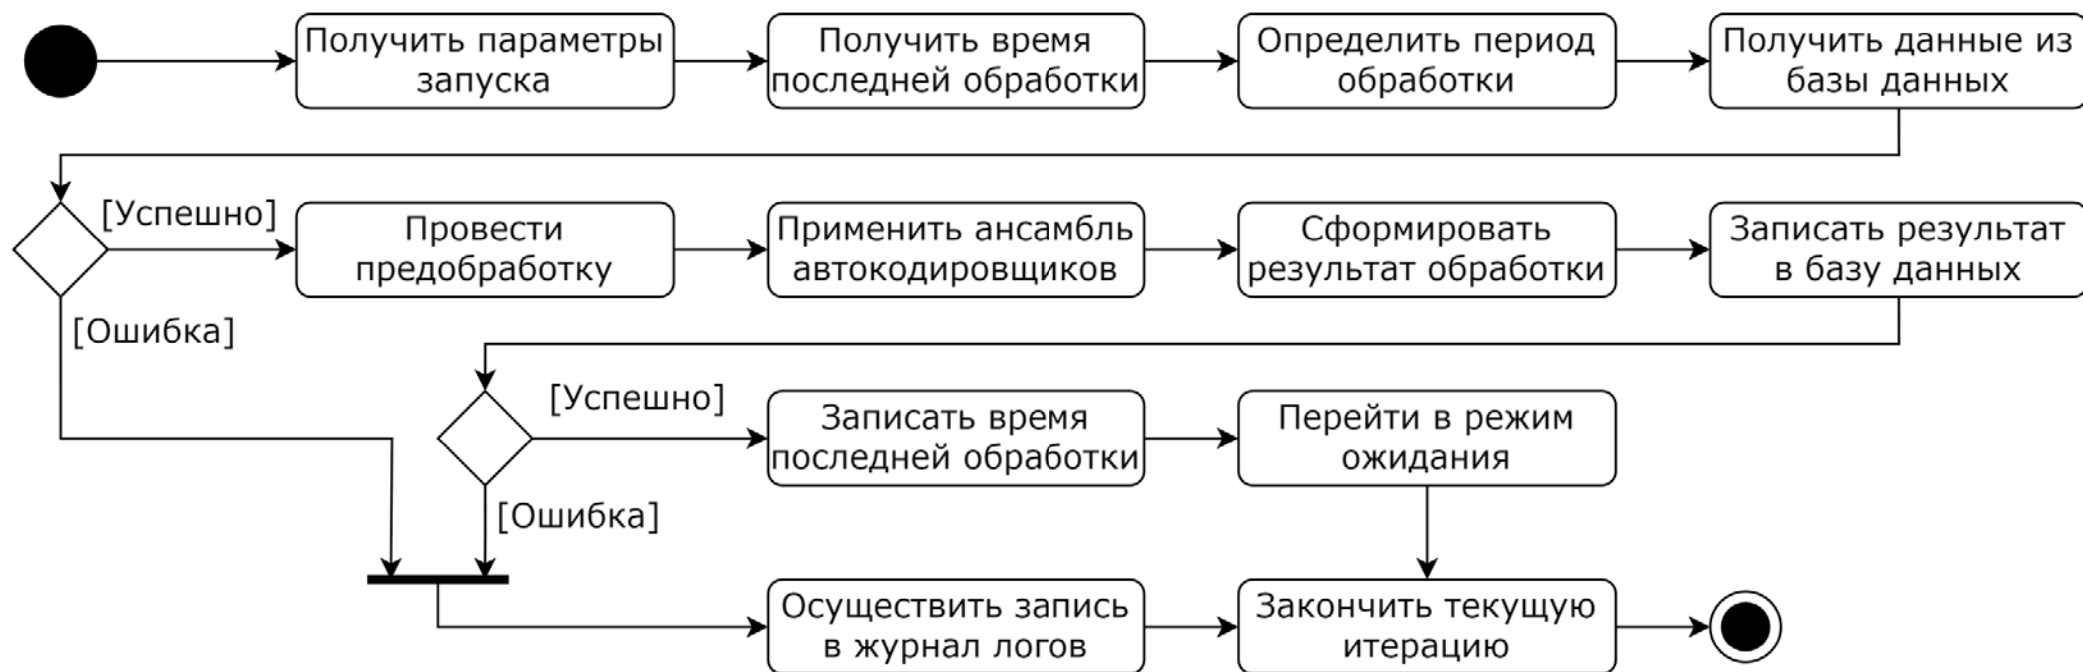 Получить параметры
запуска
Получить время
последней обработки
Определить период
обработки
Получить данные из
базы данных
[Успешно]
Провести
предобработку
Применить ансамбль
автокодировщиков
Сформировать
результат обработки
Записать результат
в базу данных
[Ошибка]
[Успешно]
Записать время
последней обработки
Перейти в режим
ожидания
[Ошибка]
Осуществить запись
в журнал логов
Закончить текущую
итерацию